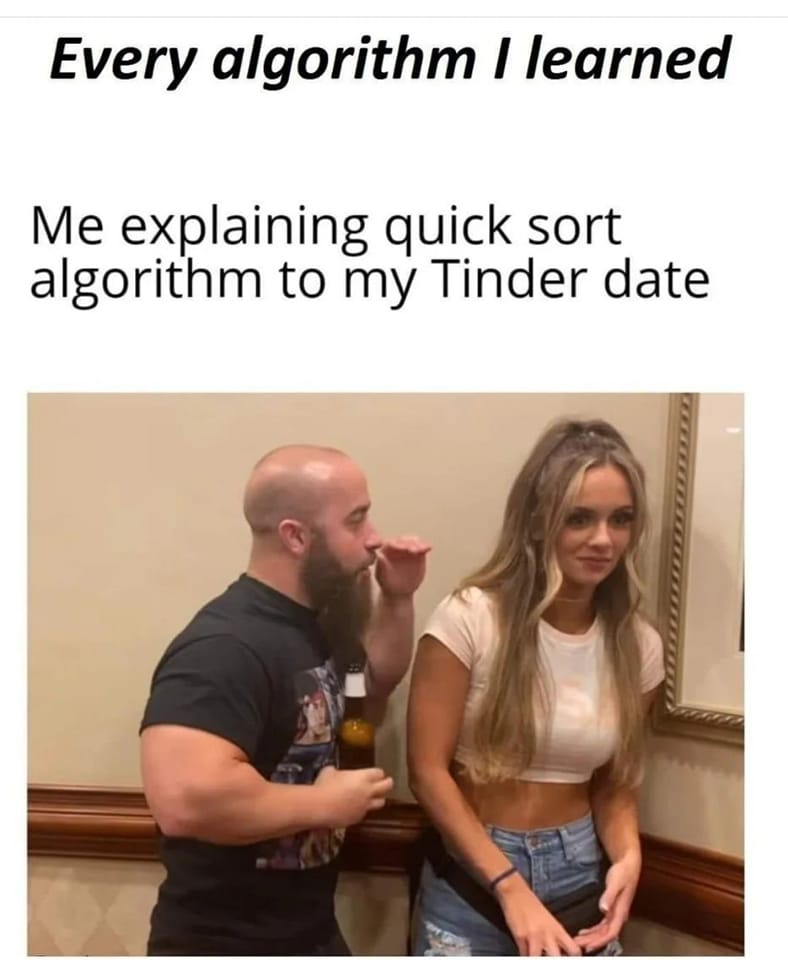 Every algorithm I learned
Me explaining quick sort
algorithm to my Tinder date